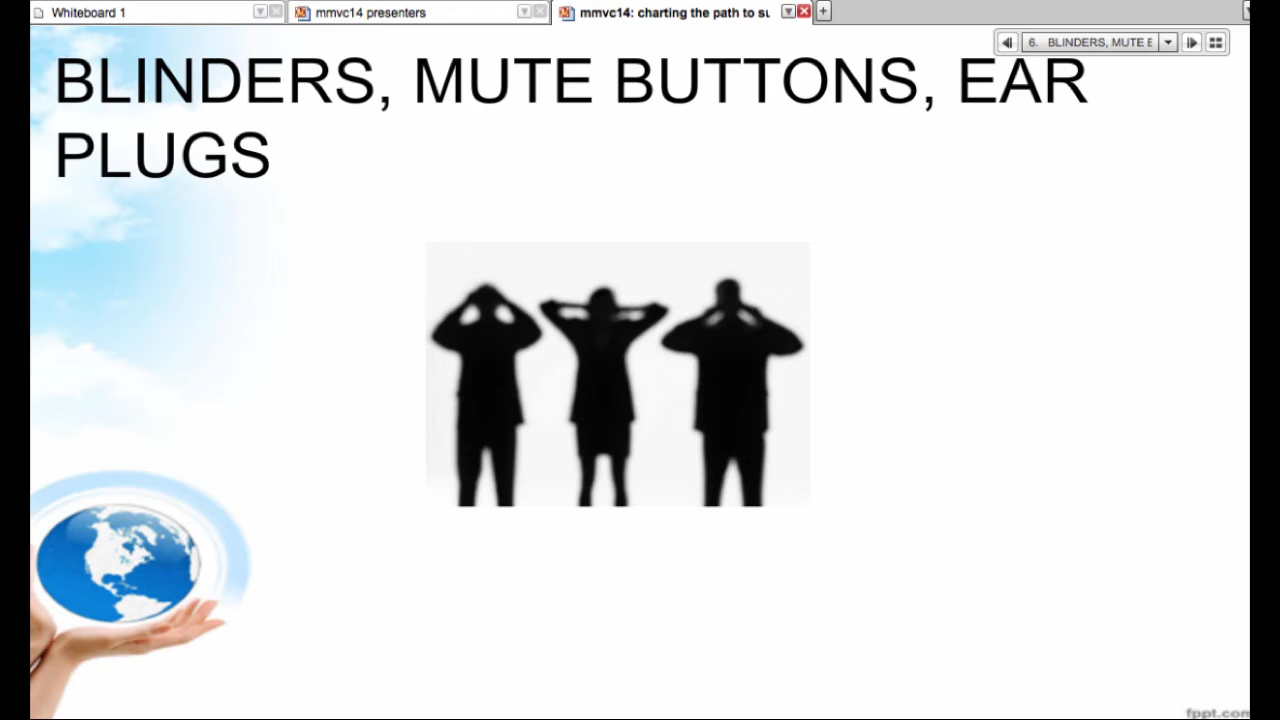 Whiteboard 1
mmvc14 presenters
mmvc14: charting the path to su
6. BLINDERS, MUTE E
BLINDERS, MUTE BUTTONS, EAR
PLUGS
fppt.com